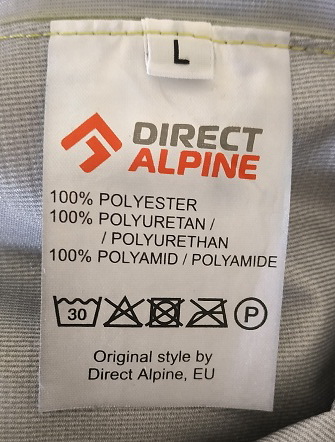 L
DIRECT
ALPINE
100% POLYESTER
100% POLYURETAN /
/ POLYURETHAN
100% POLYAMID / POLYAMIDE
30 P
Original style by
Direct Alpine, EU